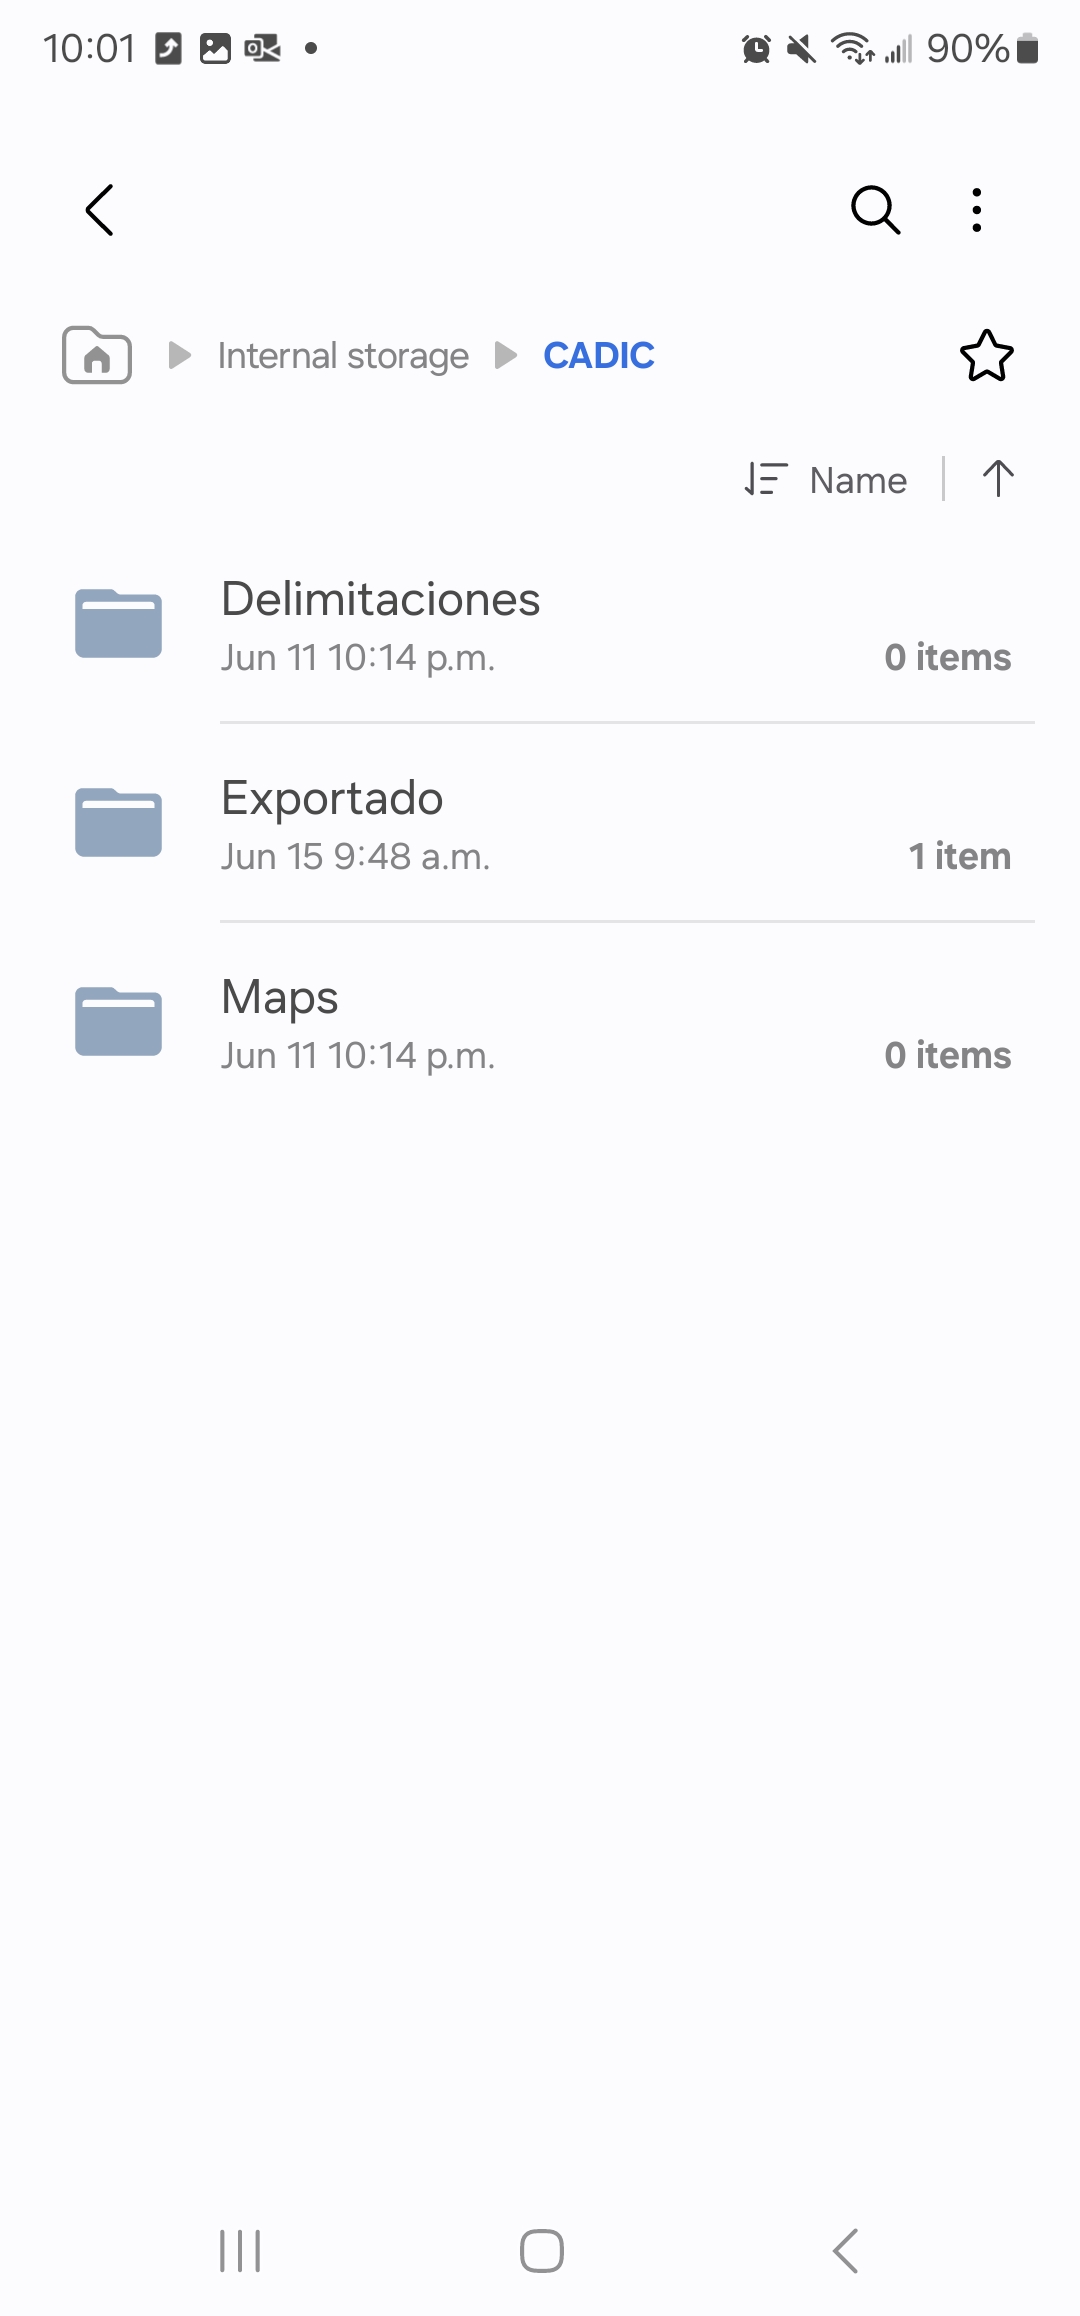 10:01 90%
Internal storage CADIC
Name
Delimitaciones
Jun 11 10:14 p.m. 0 items
Exportado
Jun 15 9:48 a.m. 1 item
Maps
Jun 11 10:14 p.m. 0 items